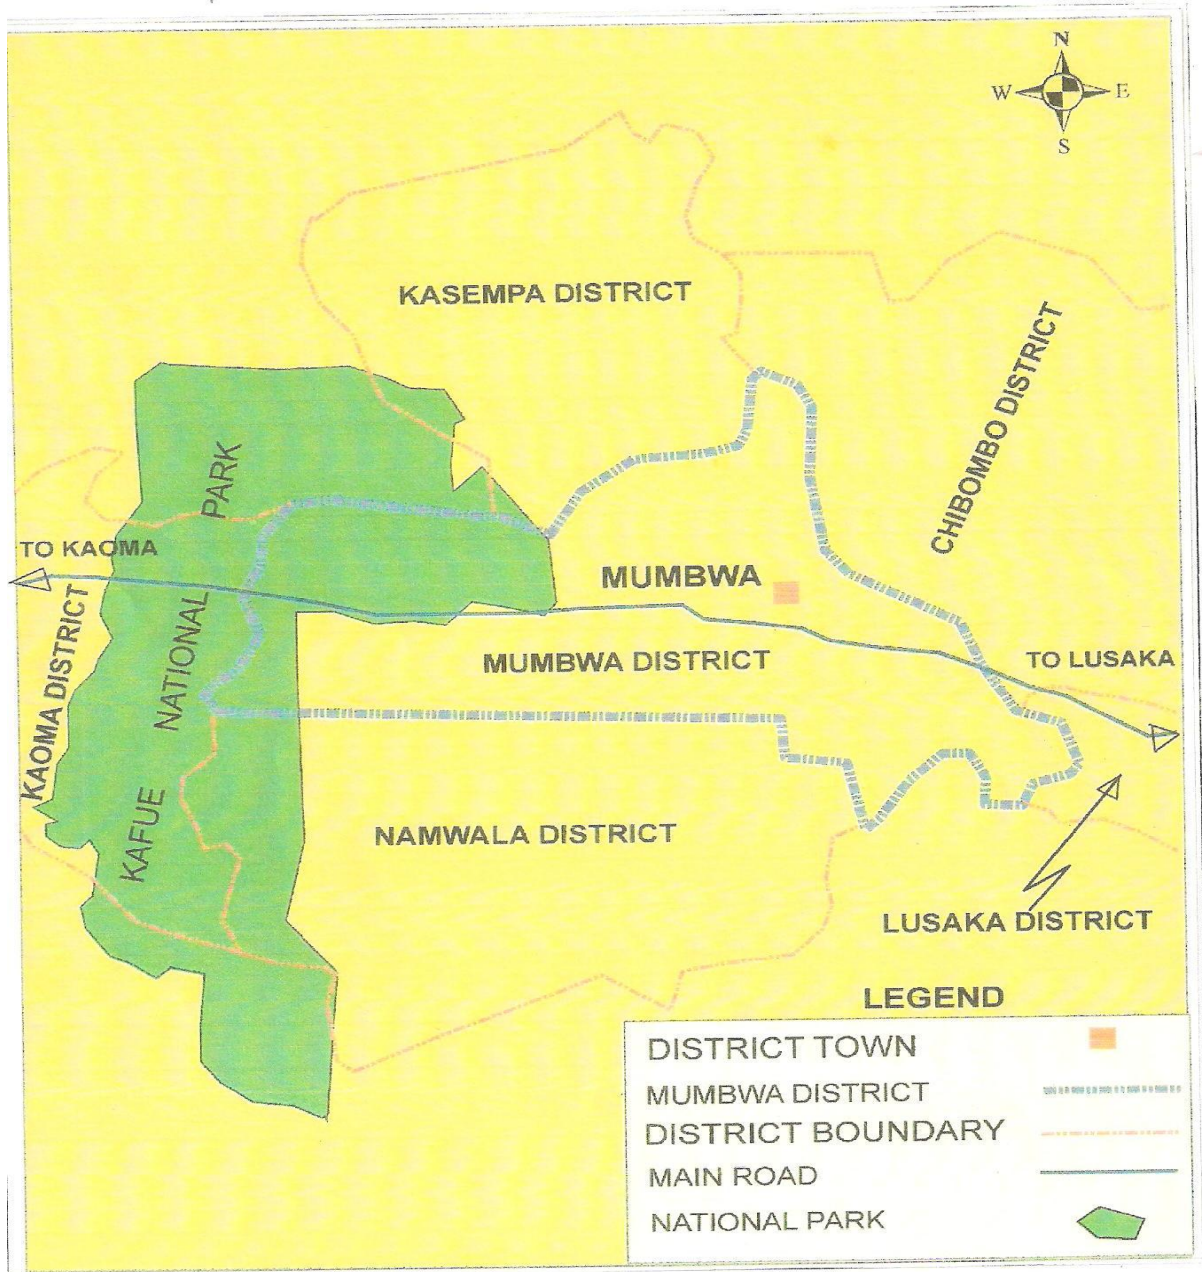 N
W E
S
KASEMPA DISTRICT
CHIBOMBO DISTRICT
PARK
TO KAOMA
MUMBWA
NATIONAL
KAOMA DISTRICT
MUMBWA DISTRICT
TO LUSAKA
KAFUE
NAMWALA DISTRICT
LUSAKA DISTRICT
LEGEND
DISTRICT TOWN
MUMBWA DISTRICT
DISTRICT BOUNDARY
MAIN ROAD
NATIONAL PARK